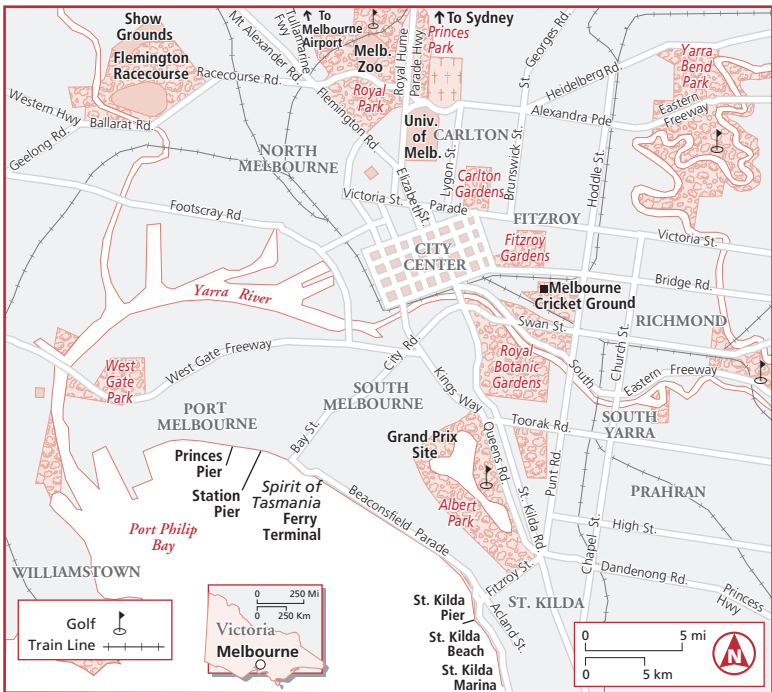 Show
Grounds
Flemington
Racecourse
Mt Alexander Rd.
Tullamarine
Fwy
↑ To
Melbourne
Airport
Melb.
Zoo
Royal Hume
Parade Hwy
↑ To Sydney
Princes
Park
St. Georges Rd.
Heidelberg Rd.
Yarra
Bend
Park
Racecourse Rd.
Royal
Park
Flemington Rd.
Western Hwy
Ballarat Rd.
Geelong Rd.
Univ.
of
Melb.
CARLTON
Alexandra Pde
Eastern
Freeway
NORTH
MELBOURNE
Elizabeth St.
Lygon St.
Carlton
Gardens
Brunswick St.
Hoddle St.
Footscray Rd.
Victoria St.
Parade
FITZROY
Victoria St.
CITY
CENTER
Fitzroy
Gardens
Yarra River
Melbourne
Cricket Ground
Bridge Rd.
Swan St.
RICHMOND
Church St.
West Gate Freeway
City Rd.
West
Gate
Park
Royal
Botanic
Gardens
South
Eastern
Freeway
Kings Way
SOUTH
MELBOURNE
PORT
MELBOURNE
Bay St.
Queens Rd.
Toorak Rd.
SOUTH
YARRA
Grand Prix
Site
Punt Rd.
Princes
Pier
Station
Pier
Spirit of
Tasmania
Ferry
Terminal
Beaconsfield Parade
Albert
Park
St. Kilda Rd.
PRAHRAN
High St.
Chapel St.
Port Philip
Bay
WILLIAMSTOWN
Fitzroy St.
Dandenong Rd.
Princes
Hwy
ST. KILDA
Acland St.
St. Kilda
Pier
St. Kilda
Beach
St. Kilda
Marina
Golf
Train Line
0 250 Mi
0 250 Km
Victoria
Melbourne
0 5 mi
0 5 km
N